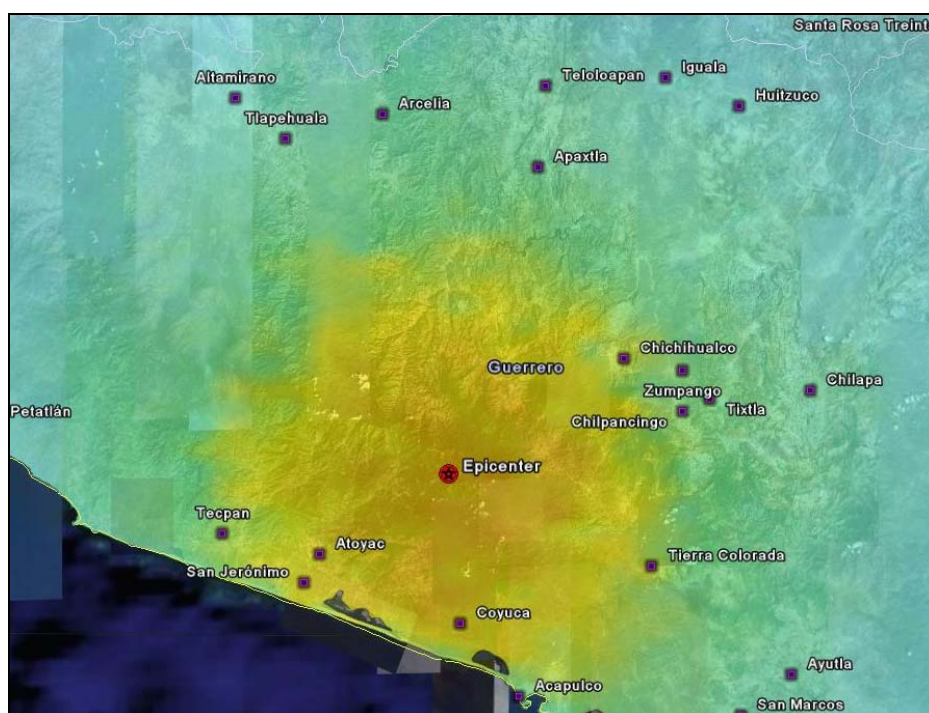 Santa Rosa Treint
Iguala
Altamirano
Teloloapan
Huitzuco
Arcelia
Tlapehuala
Apaxtla
Chichihualco
Guerrero
Zumpango
Chilapa
Petatlán
Tixtla
Chilpancingo
Epicenter
Tecpan
Atoyac
Tierra Colorada
San Jerónimo
Coyuca
Ayutla
Acapulco
San Marcos